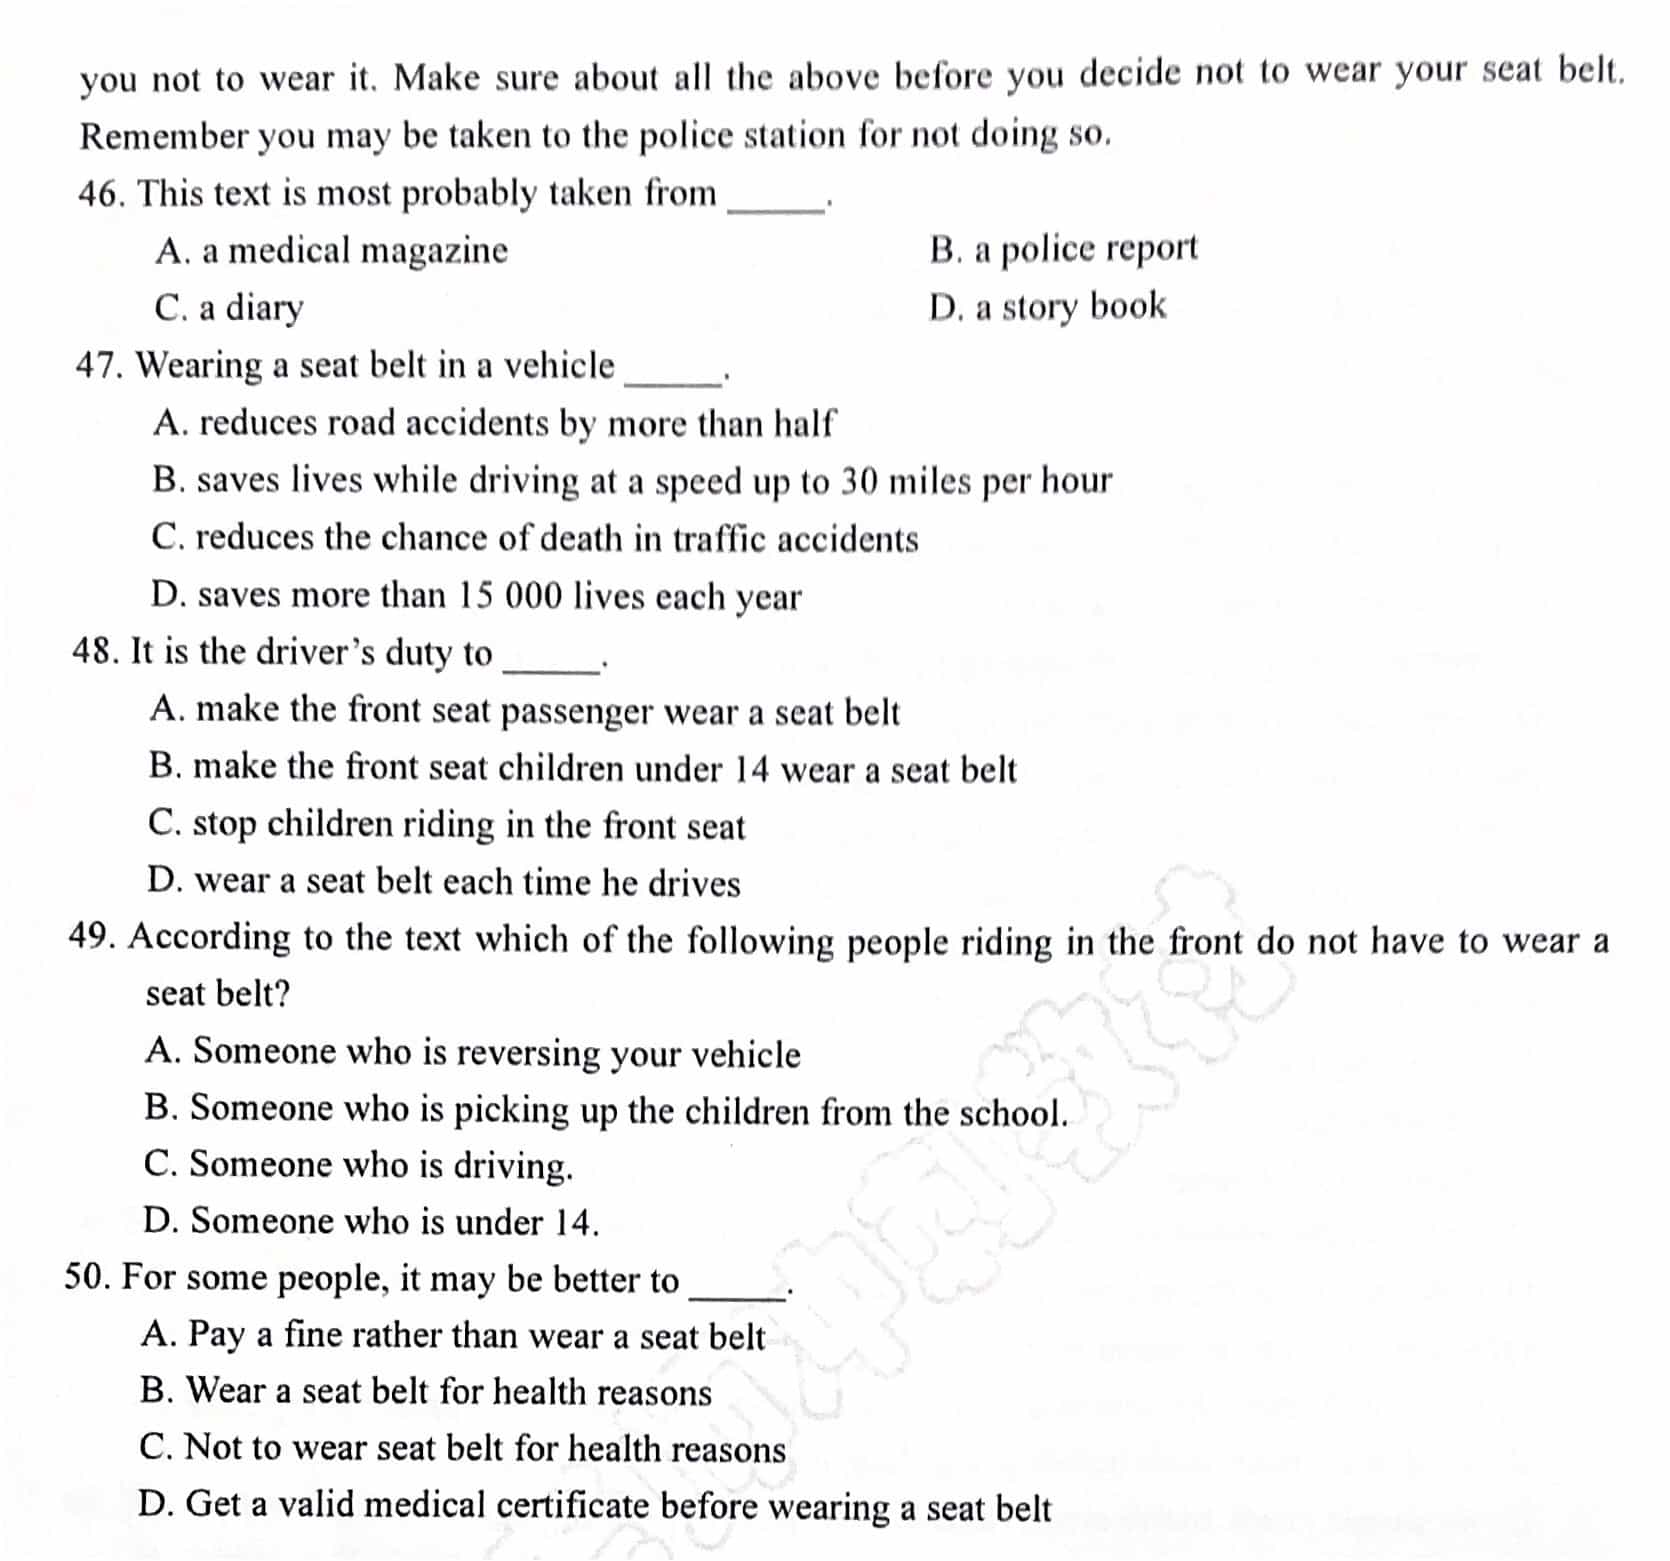 you not to wear it. Make sure about all the above before you decide not to wear your seat belt.
Remember you may be taken to the police station for not doing so.
46. This text is most probably taken from _____.
A. a medical magazine B. a police report
C. a diary D. a story book
47. Wearing a seat belt in a vehicle _____.
A. reduces road accidents by more than half
B. saves lives while driving at a speed up to 30 miles per hour
C. reduces the chance of death in traffic accidents
D. saves more than 15 000 lives each year
48. It is the driver's duty to _____.
A. make the front seat passenger wear a seat belt
B. make the front seat children under 14 wear a seat belt
C. stop children riding in the front seat
D. wear a seat belt each time he drives
49. According to the text which of the following people riding in the front do not have to wear a
seat belt?
A. Someone who is reversing your vehicle
B. Someone who is picking up the children from the school.
C. Someone who is driving.
D. Someone who is under 14.
50. For some people, it may be better to _____.
A. Pay a fine rather than wear a seat belt
B. Wear a seat belt for health reasons
C. Not to wear seat belt for health reasons
D. Get a valid medical certificate before wearing a seat belt